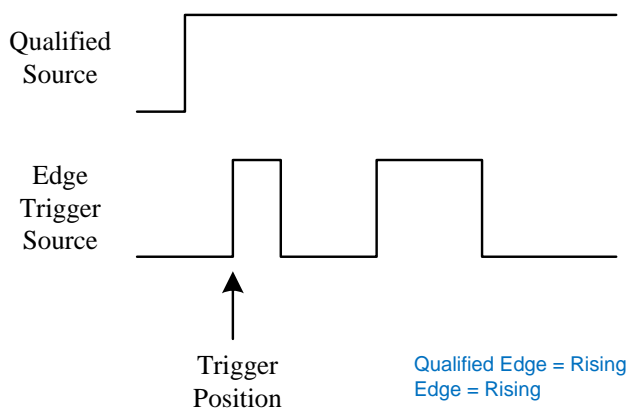 Qualified
Source
Edge
Trigger
Source
Trigger
Position
Qualified Edge = Rising
Edge = Rising